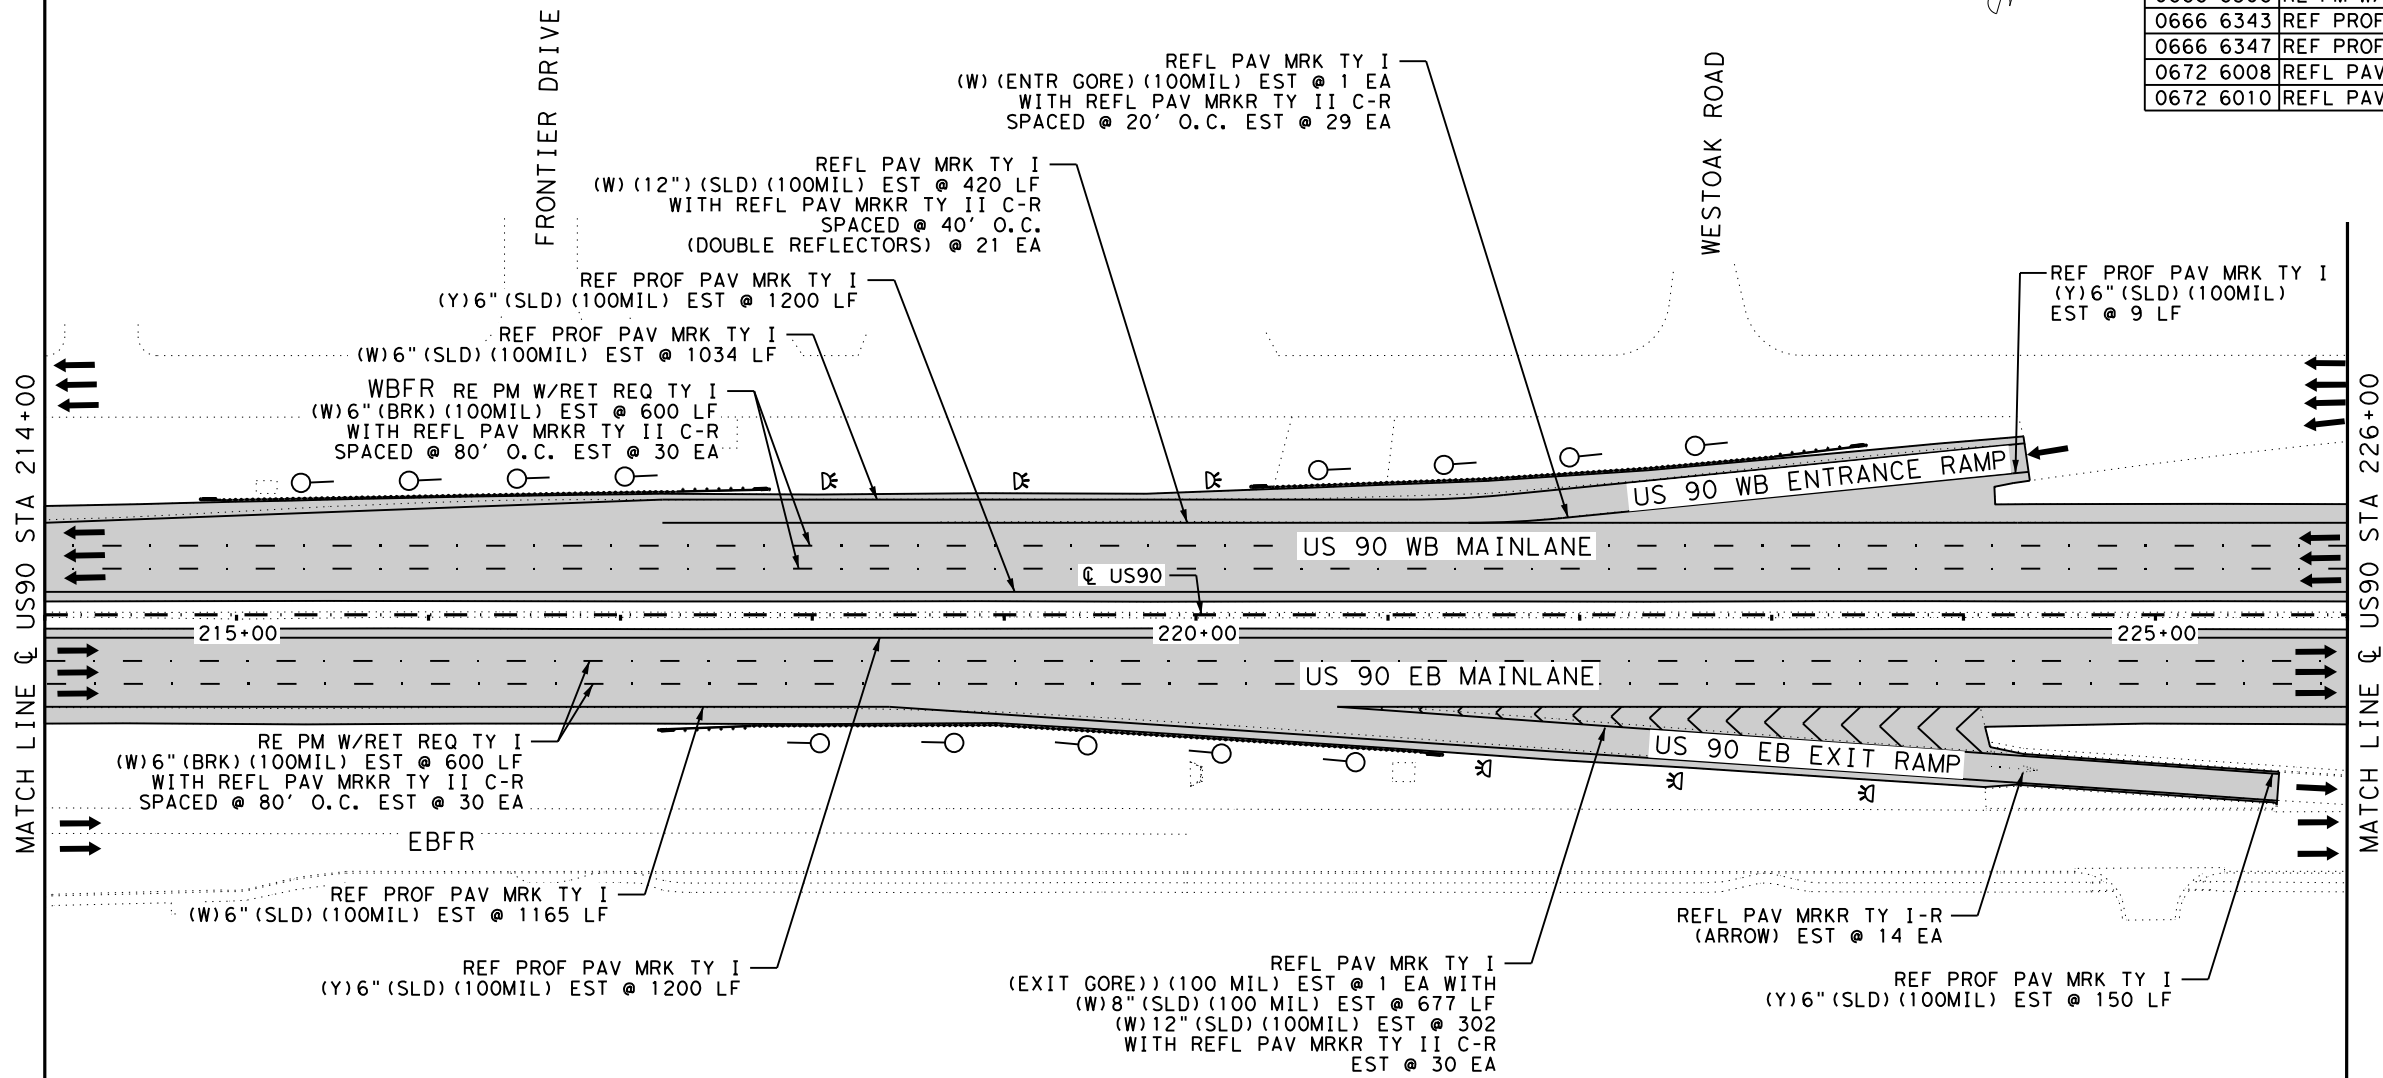 FRONTIER DRIVE
WESTOAK ROAD
0666 6343 REF PROF
0666 6347 REF PROF
0672 6008 REFL PAV
0672 6010 REFL PAV
REFL PAV MRK TY I
(W)(ENTR GORE)(100MIL) EST @ 1 EA
WITH REFL PAV MRKR TY II C-R
SPACED @ 20' O.C. EST @ 29 EA
REFL PAV MRK TY I
(W)(12")(SLD)(100MIL) EST @ 420 LF
WITH REFL PAV MRKR TY II C-R
SPACED @ 40' O.C.
(DOUBLE REFLECTORS) @ 21 EA
REF PROF PAV MRK TY I
(Y)6"(SLD)(100MIL) EST @ 1200 LF
REF PROF PAV MRK TY I
(W)6"(SLD)(100MIL) EST @ 1034 LF
WBFR
RE PM W/RET REQ TY I
(W)6"(BRK)(100MIL) EST @ 600 LF
WITH REFL PAV MRKR TY II C-R
SPACED @ 80' O.C. EST @ 30 EA
REF PROF PAV MRK TY I
(Y)6"(SLD)(100MIL)
EST @ 9 LF
MATCH LINE ℄ US90 STA 214+00
MATCH LINE ℄ US90 STA 226+00
US 90 WB ENTRANCE RAMP
US 90 WB MAINLANE
℄ US90
215+00
220+00
225+00
US 90 EB MAINLANE
US 90 EB EXIT RAMP
RE PM W/RET REQ TY I
(W)6"(BRK)(100MIL) EST @ 600 LF
WITH REFL PAV MRKR TY II C-R
SPACED @ 80' O.C. EST @ 30 EA
EBFR
REF PROF PAV MRK TY I
(W)6"(SLD)(100MIL) EST @ 1165 LF
REF PROF PAV MRK TY I
(Y)6"(SLD)(100MIL) EST @ 1200 LF
REFL PAV MRK TY I
(EXIT GORE))(100 MIL) EST @ 1 EA WITH
(W)8"(SLD)(100 MIL) EST @ 677 LF
(W)12"(SLD)(100MIL) EST @ 302
WITH REFL PAV MRKR TY II C-R
EST @ 30 EA
REFL PAV MRKR TY I-R
(ARROW) EST @ 14 EA
REF PROF PAV MRK TY I
(Y)6"(SLD)(100MIL) EST @ 150 LF